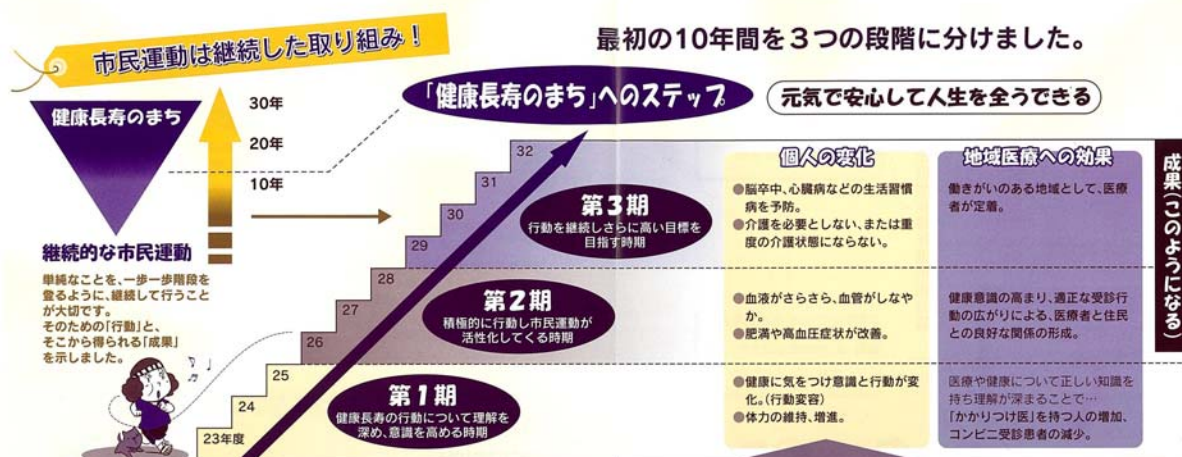 市民運動は継続した取り組み！
最初の10年間を３つの段階に分けました。
「健康長寿のまち」へのステップ
元気で安心して人生を全うできる
健康長寿のまち
30年
20年
10年
継続的な市民運動
単純なことを、一歩一歩階段を
登るように、継続して行うこと
が大切です。
そのための「行動」と、
そこから得られる「成果」
を示しました。
32
31
30
29
28
27
26
25
24
23年度
第３期
行動を継続しさらに高い目標を
目指す時期
第２期
積極的に行動し市民運動が
活性化してくる時期
第１期
健康長寿の行動について理解を
深め、意識を高める時期
個人の変化
●脳卒中、心臓病などの生活習慣
病を予防。
●介護を必要としない、または重
度の介護状態にならない。
●血液がさらさら、血管がしなや
か。
●肥満や高血圧症状が改善。
●健康に気をつけ意識と行動が変
化。(行動変容)
●体力の維持、増進。
地域医療への効果
働きがいのある地域として、医療
者が定着。
健康意識の高まり、適正な受診行
動の広がりによる、医療者と住民
との良好な関係の形成。
医療や健康について正しい知識を
持ち理解が深まることで…
「かかりつけ医」を持つ人の増加、
コンビニ受診患者の減少。
成果(このようになる)